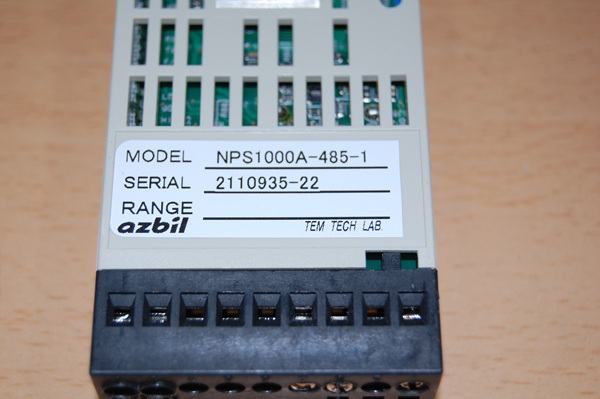 MODEL NPS1000A-485-1
SERIAL 2110935-22
RANGE
azbil TEM TECH LAB.